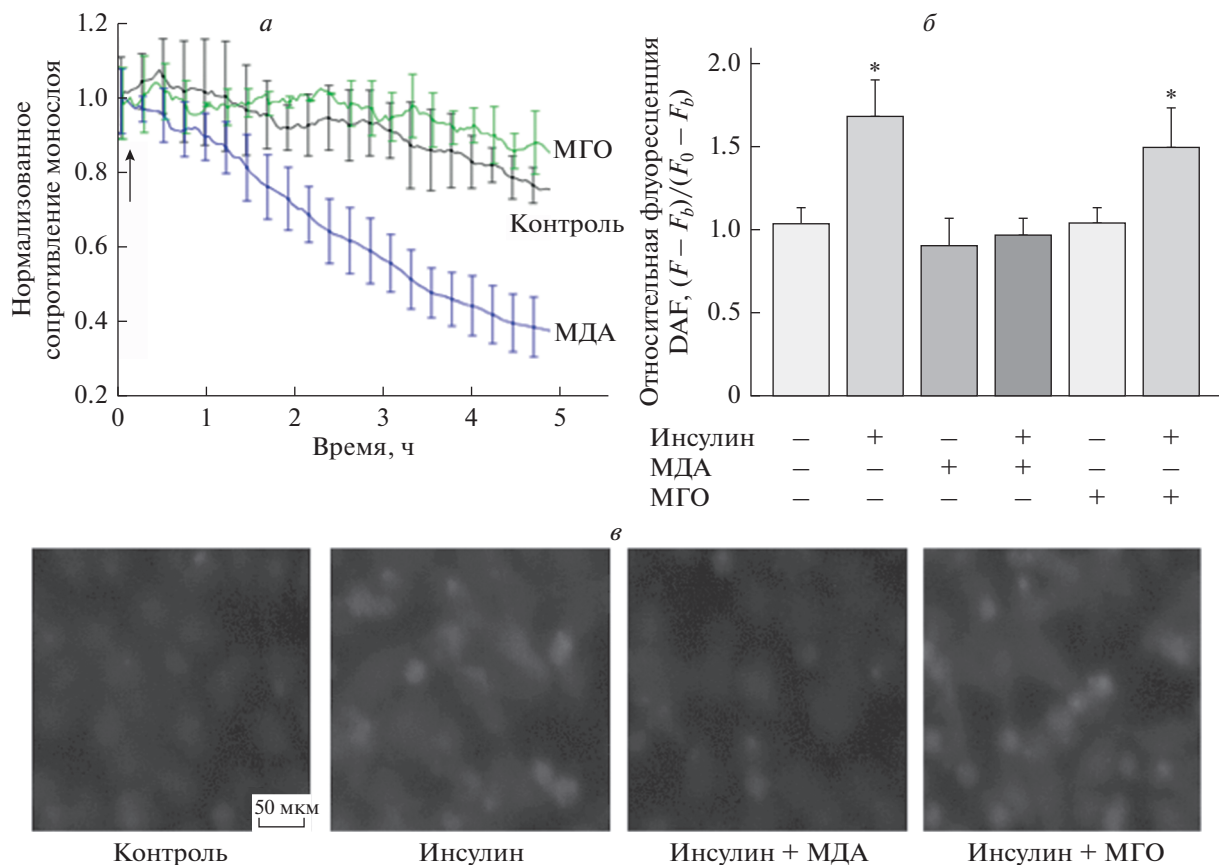 а
Нормализованное
сопротивление монослоя
1.2
1.0
0.8
0.6
0.4
0.2
0
1
2
3
4
5
Время, ч
МГО
Контроль
МДА
б
Относительная флуоресценция
DAF, (F – F_b)/(F_0 – F_b)
2.0
1.5
1.0
0.5
0
*
*
Инсулин – + – + – +
МДА – – + + – –
МГО – – – – + +
в
50 мкм
Контроль
Инсулин
Инсулин + МДА
Инсулин + МГО